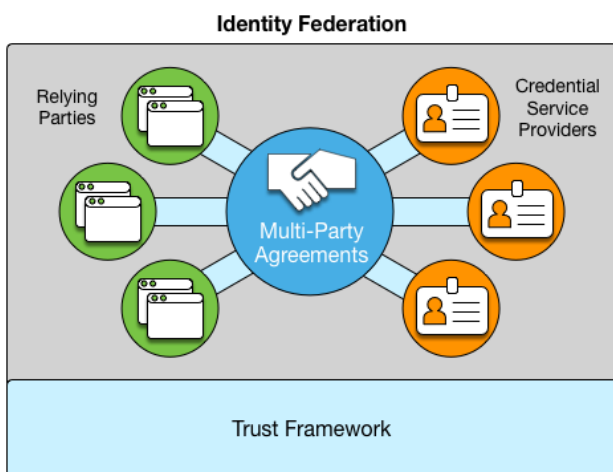 Identity Federation
Relying
Parties
Credential
Service
Providers
Multi-Party
Agreements
Trust Framework